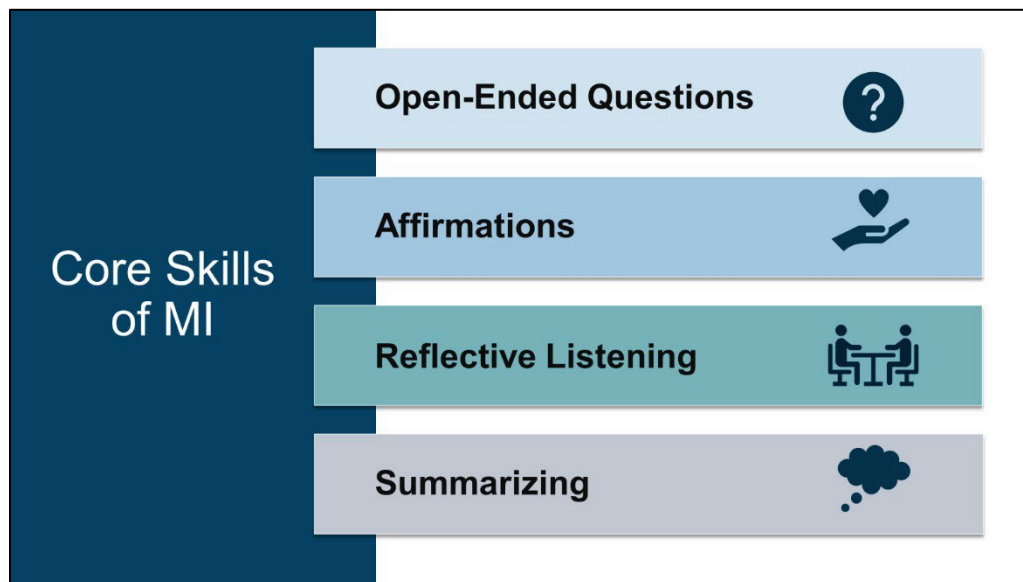 Core Skills
of MI
Open-Ended Questions
?
Affirmations
Reflective Listening
Summarizing